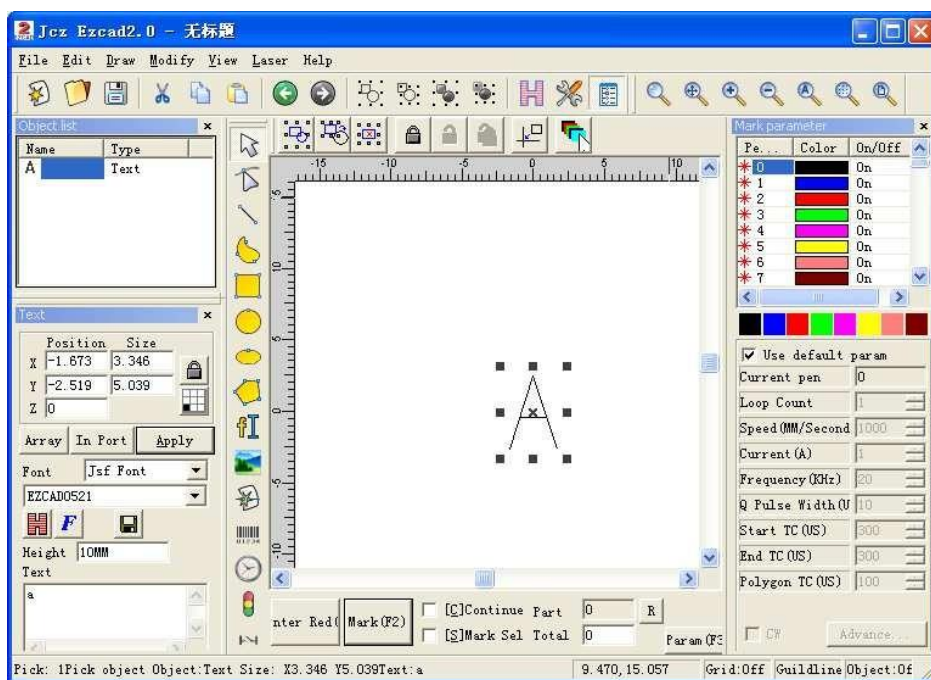 Jcz Ezcad2.0 - 无标題
File Edit Draw Modify View Laser Help
Object list
Name Type
A Text
Text
Position Size
X -1.673 3.346
Y -2.519 5.039
Z 0
Array In Port Apply
Font Jsf Font
EZCAD0521
F
Height 10MM
Text
a
-15 -10 -5 0 5 10
-5
0
5
0
-5
-10
A
nter Red( Mark(F2)
[C]Continue Part 0 R
[S]Mark Sel Total 0 Param(F3
Mark parameter
Pe... Color On/Off
0 On
1 On
2 On
3 On
4 On
5 On
6 On
7 On
Use default param
Current pen 0
Loop Count 1
Speed(MM/Second 1000
Current(A) 1
Frequency(KHz) 20
Q Pulse Width(U 10
Start TC(US) 300
End TC(US) 300
Polygon TC(US) 100
CW Advance...
Pick: 1Pick object Object:Text Size: X3.346 Y5.039Text:a 9.470,15.057 Grid:Off Guildline Object:Of